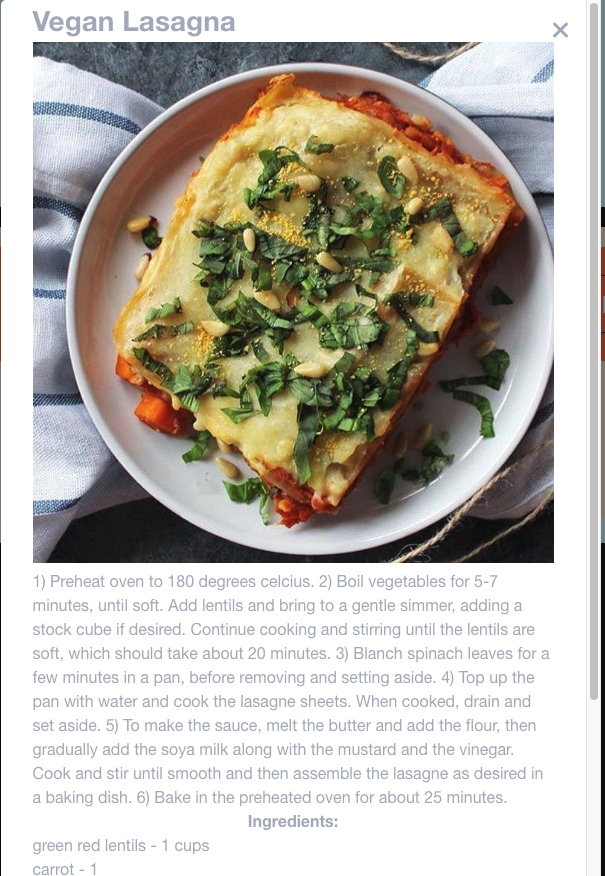 Vegan Lasagna
1) Preheat oven to 180 degrees celcius. 2) Boil vegetables for 5-7
minutes, until soft. Add lentils and bring to a gentle simmer, adding a
stock cube if desired. Continue cooking and stirring until the lentils are
soft, which should take about 20 minutes. 3) Blanch spinach leaves for a
few minutes in a pan, before removing and setting aside. 4) Top up the
pan with water and cook the lasagne sheets. When cooked, drain and
set aside. 5) To make the sauce, melt the butter and add the flour, then
gradually add the soya milk along with the mustard and the vinegar.
Cook and stir until smooth and then assemble the lasagne as desired in
a baking dish. 6) Bake in the preheated oven for about 25 minutes.
Ingredients:
green red lentils - 1 cups
carrot - 1